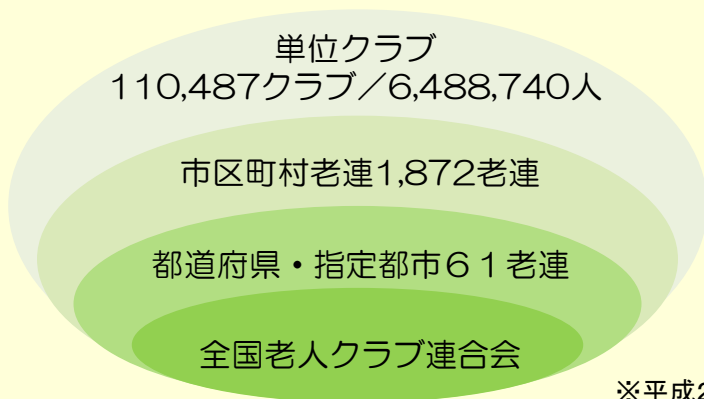 単位クラブ
110,487クラブ／6,488,740人
市区町村老連1,872老連
都道府県・指定都市６１老連
全国老人クラブ連合会
※平成2